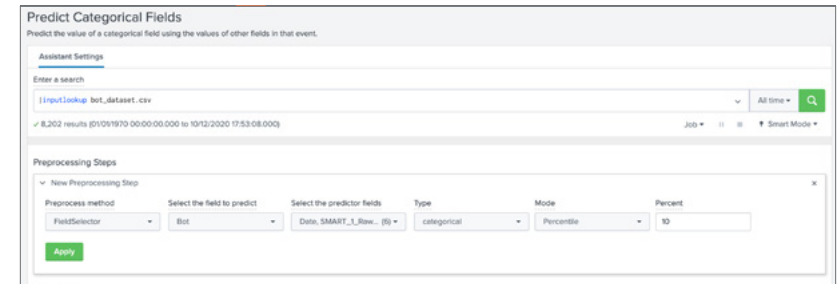 Predict Categorical Fields
Predict the value of a categorical field using the values of other fields in that event.
Assistant Settings
Enter a search
|inputlookup bot_dataset.csv
All time
✓ 8,202 results (01/01/1970 00:00:00.000 to 10/12/2020 17:53:08.000)
Job
Smart Mode
Preprocessing Steps
New Preprocessing Step
Preprocess method Select the field to predict Select the predictor fields Type Mode Percent
FieldSelector Bot Date, SMART_1_Raw... (6) categorical Percentile 10
Apply